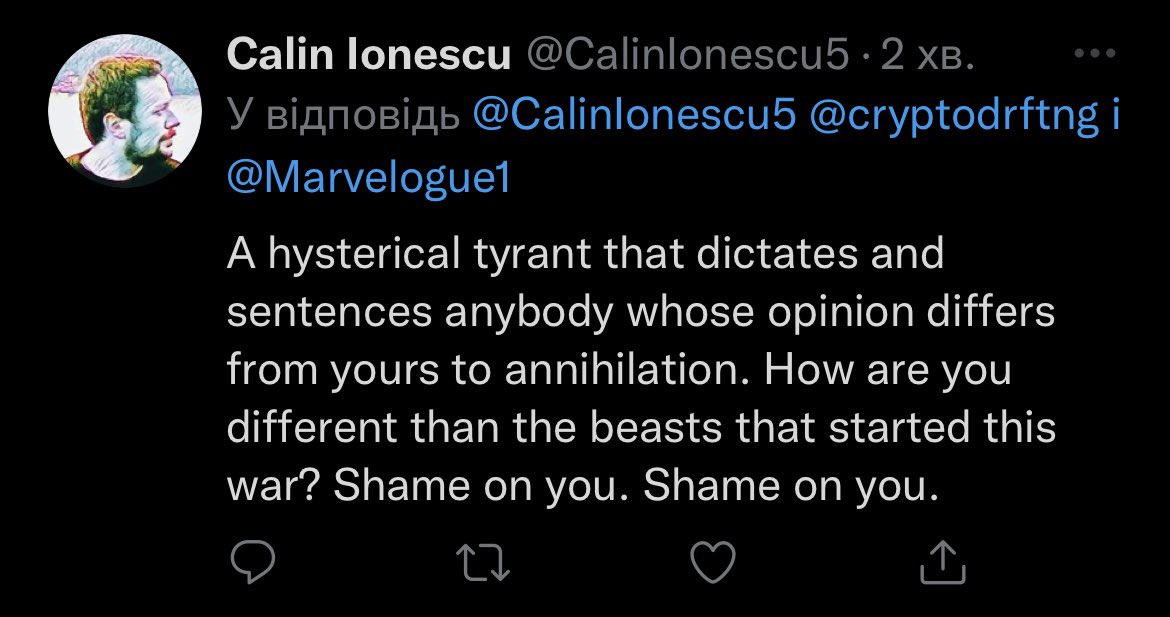 Calin Ionescu @CalinIonescu5 · 2 хв.
У відповідь @CalinIonescu5 @cryptodrftng і
@Marvelogue1
A hysterical tyrant that dictates and
sentences anybody whose opinion differs
from yours to annihilation. How are you
different than the beasts that started this
war? Shame on you. Shame on you.